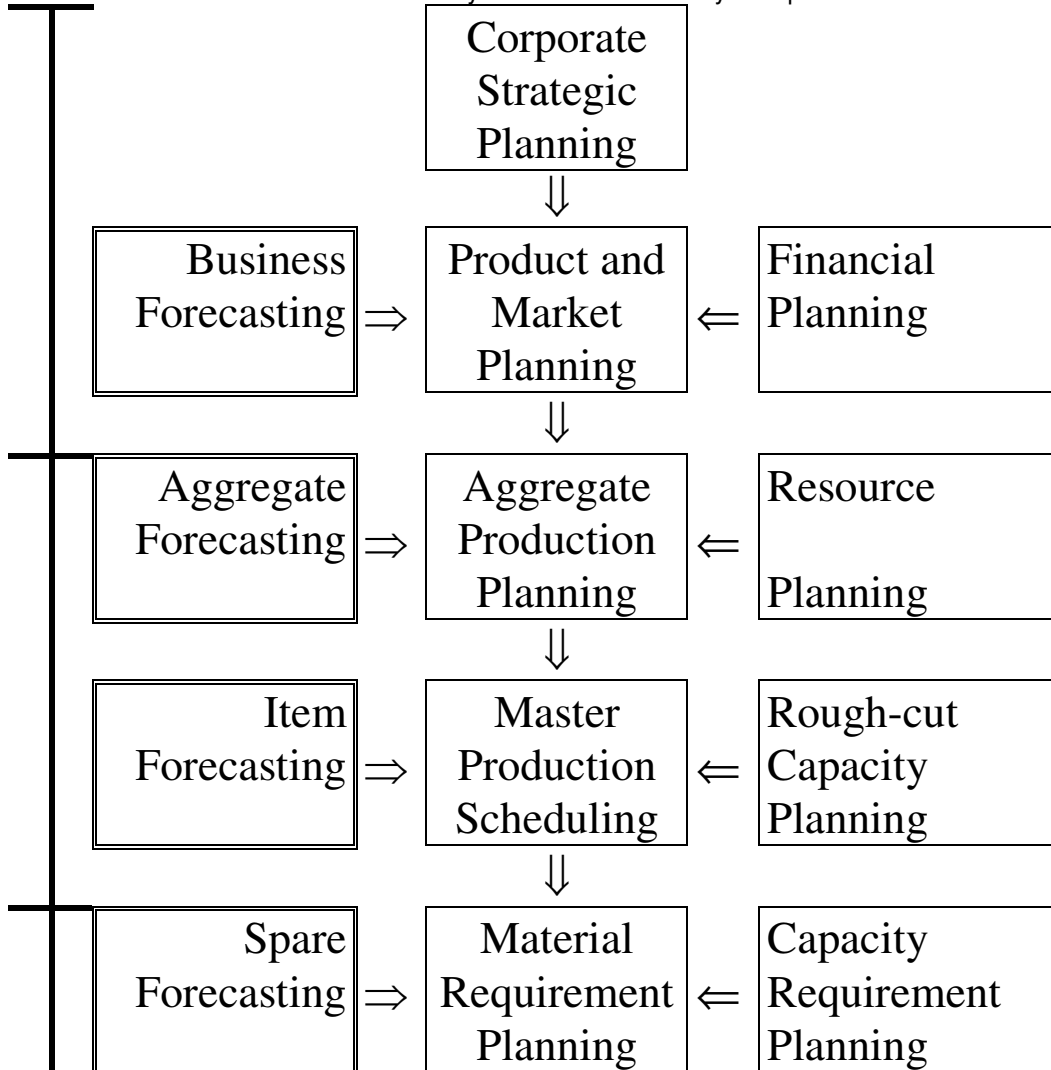 Corporate
Strategic
Planning
⇓
Business
Forecasting
⇒
Product and
Market
Planning
⇐
Financial
Planning
⇓
Aggregate
Forecasting
⇒
Aggregate
Production
Planning
⇐
Resource
Planning
⇓
Item
Forecasting
⇒
Master
Production
Scheduling
⇐
Rough-cut
Capacity
Planning
⇓
Spare
Forecasting
⇒
Material
Requirement
Planning
⇐
Capacity
Requirement
Planning